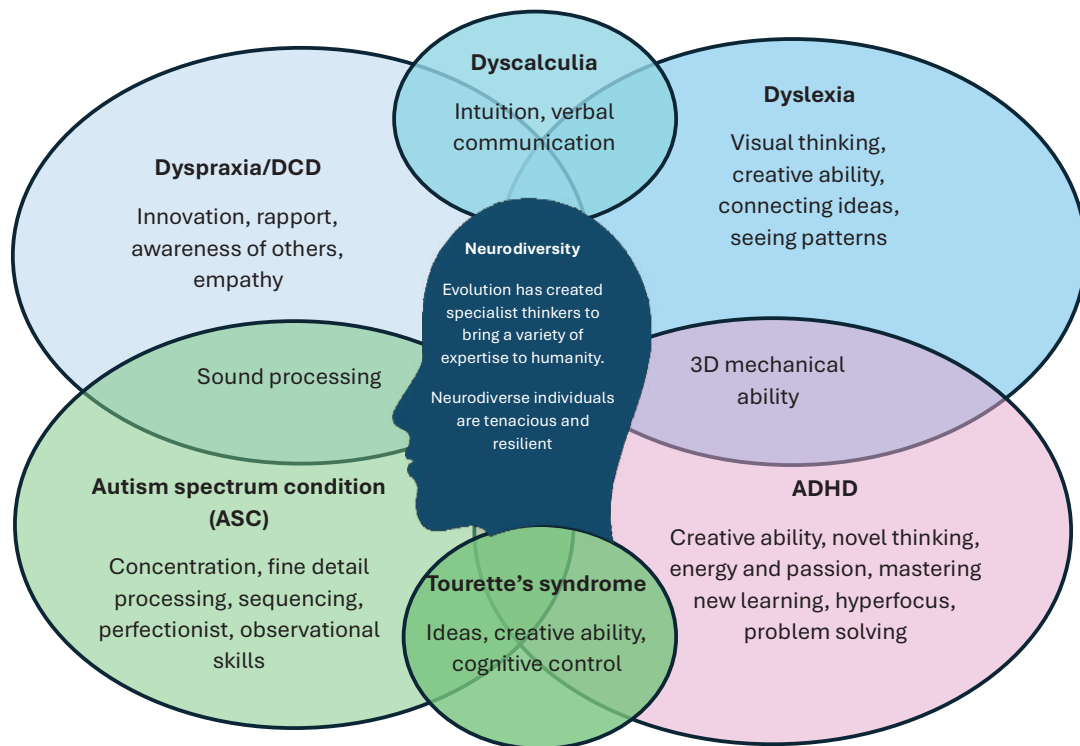 Dyscalculia
Intuition, verbal
communication
Dyslexia
Visual thinking,
creative ability,
connecting ideas,
seeing patterns
Dyspraxia/DCD
Innovation, rapport,
awareness of others,
empathy
Neurodiversity
Evolution has created
specialist thinkers to
bring a variety of
expertise to humanity.
Neurodiverse individuals
are tenacious and
resilient
Sound processing
3D mechanical
ability
Autism spectrum condition
(ASC)
Concentration, fine detail
processing, sequencing,
perfectionist, observational
skills
Tourette’s syndrome
Ideas, creative ability,
cognitive control
ADHD
Creative ability, novel thinking,
energy and passion, mastering
new learning, hyperfocus,
problem solving